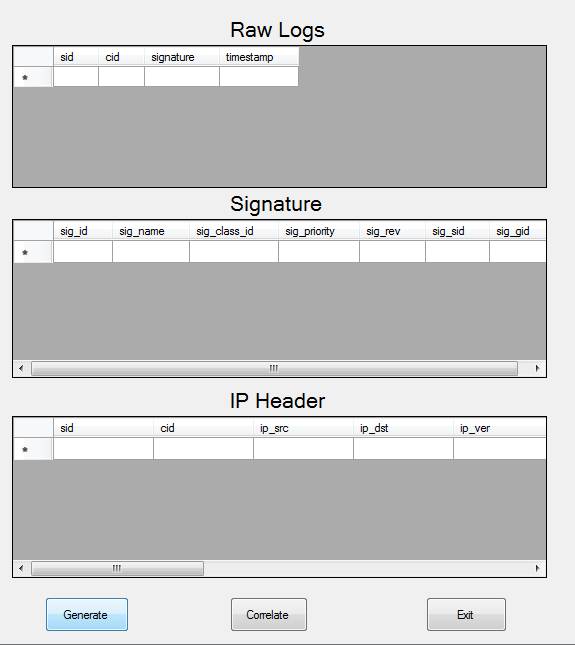 Raw Logs
sid cid signature timestamp
*
Signature
sig_id sig_name sig_class_id sig_priority sig_rev sig_sid sig_gid
*
IP Header
sid cid ip_src ip_dst ip_ver
*
Generate Correlate Exit